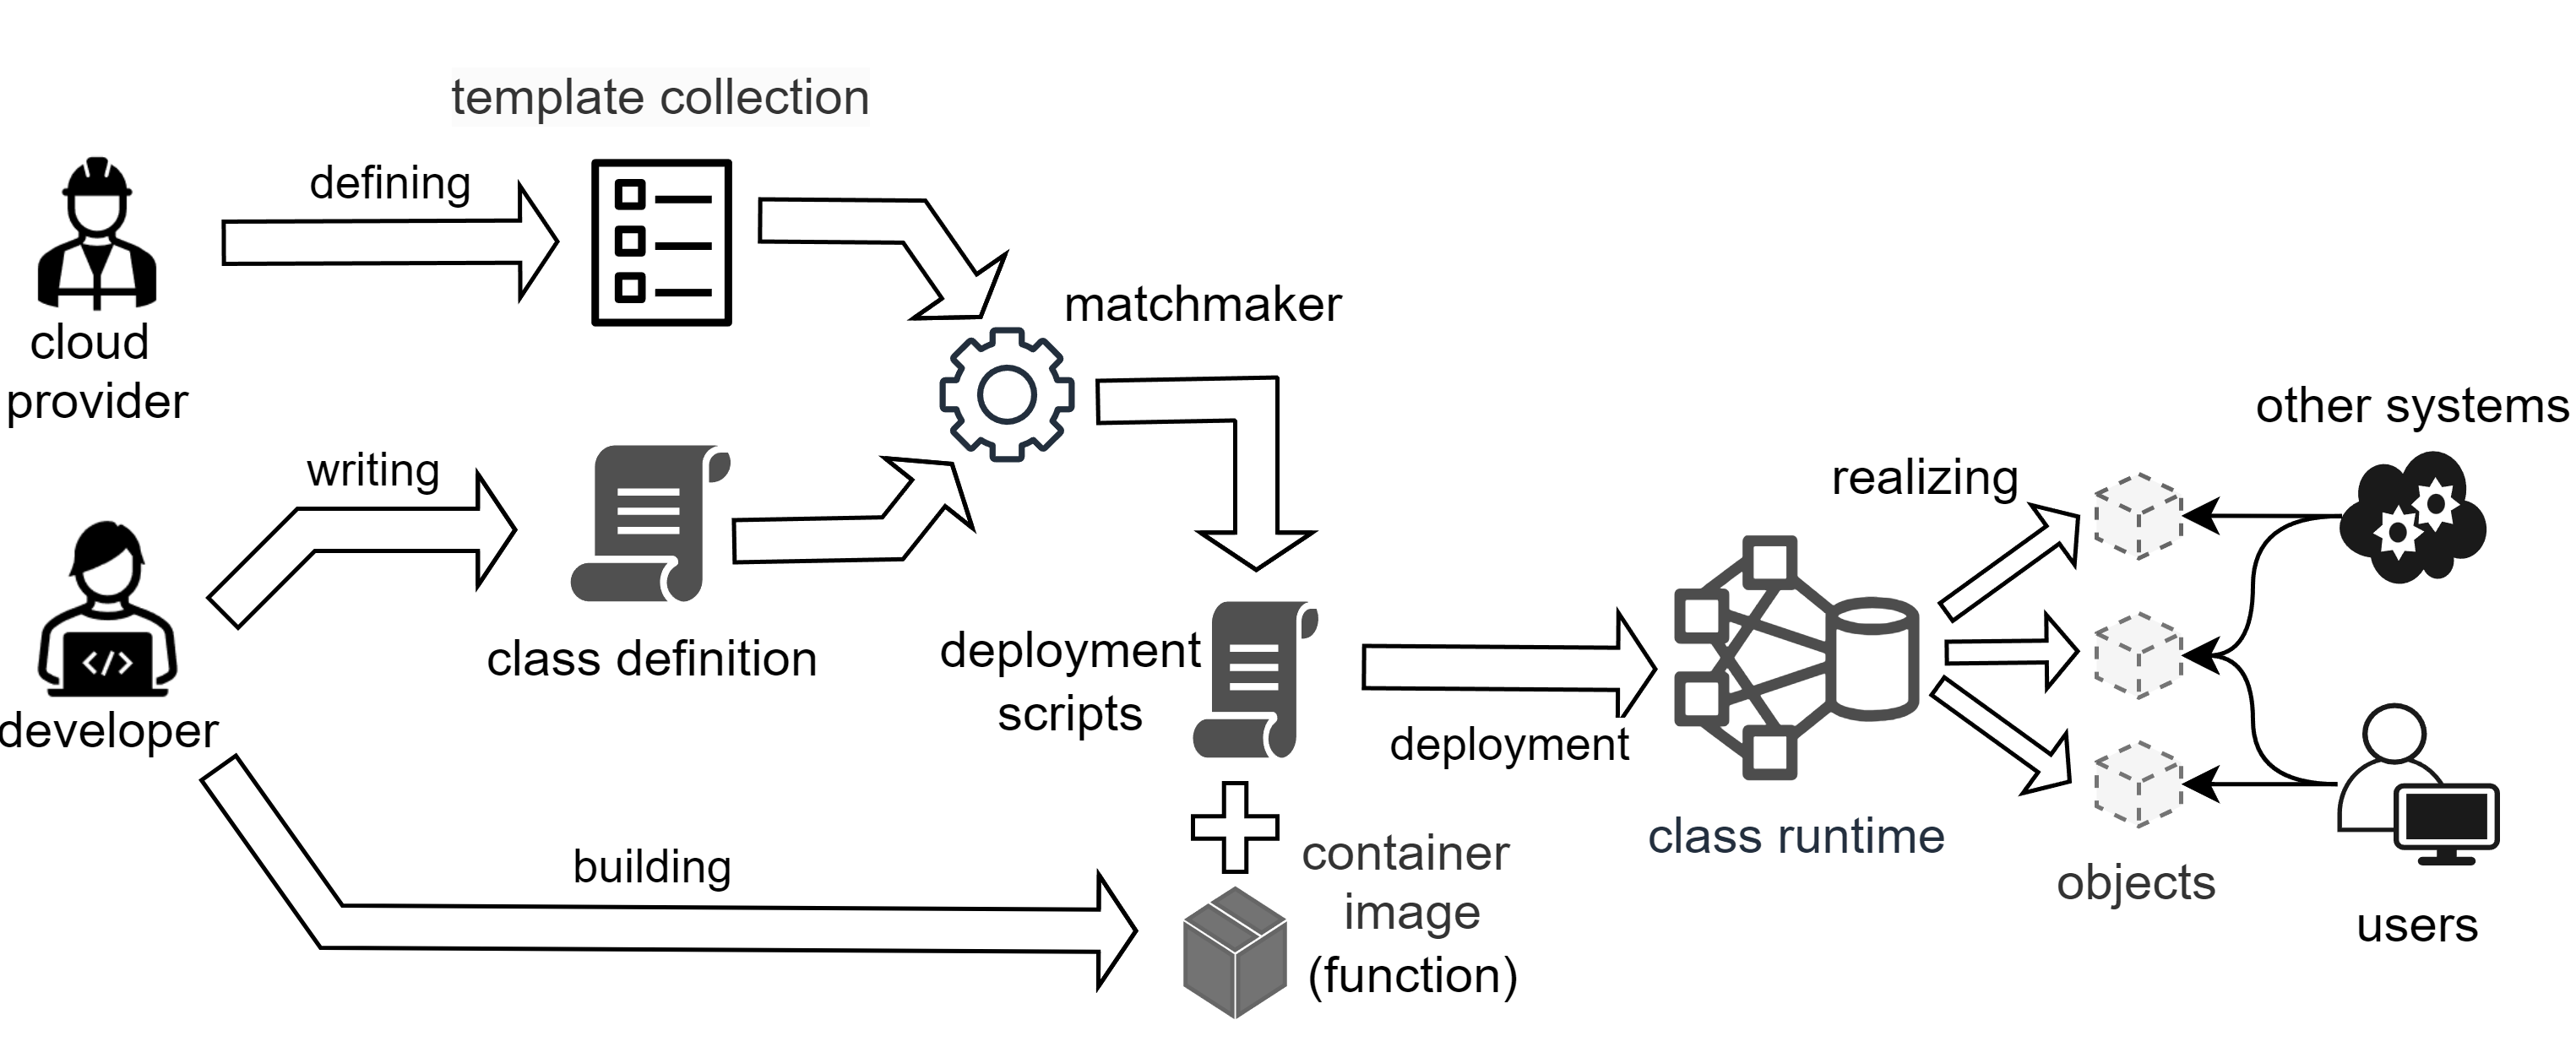 template collection
defining
cloud
provider
matchmaker
writing
other systems
realizing
class definition
deployment
scripts
developer
deployment
class runtime
building
container
image
(function)
objects
users
</>